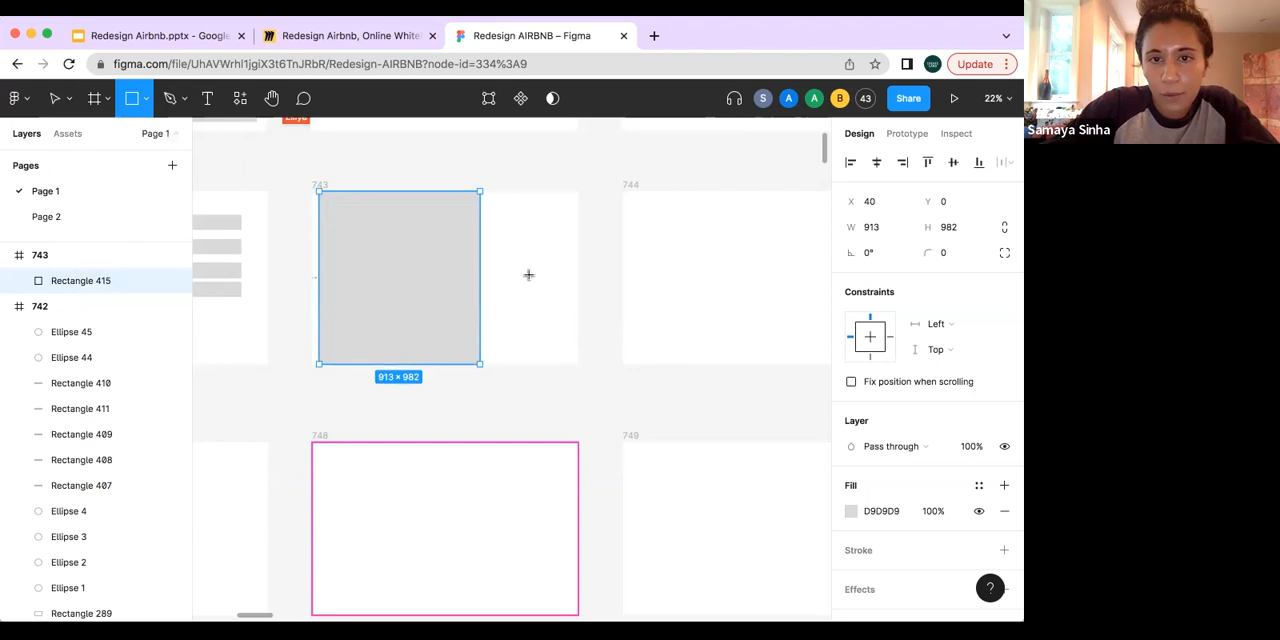 Redesign Airbnb.pptx - Google
Redesign Airbnb, Online White
Redesign AIRBNB – Figma
figma.com/file/UhAVWrhl1jgiX3t6TnJRbR/Redesign-AIRBNB?node-id=334%3A9
Update
S A A B 43
Share
22%
Samaya Sinha
Layers Assets Page 1
Design Prototype Inspect
Pages
Page 1
Page 2
743
Rectangle 415
742
Ellipse 45
Ellipse 44
Rectangle 410
Rectangle 411
Rectangle 409
Rectangle 408
Rectangle 407
Ellipse 4
Ellipse 3
Ellipse 2
Ellipse 1
Rectangle 289
743
744
913 × 982
748
749
X 40 Y 0
W 913 H 982
0° 0
Constraints
Left
Top
Fix position when scrolling
Layer
Pass through 100%
Fill
D9D9D9 100%
Stroke
Effects
?